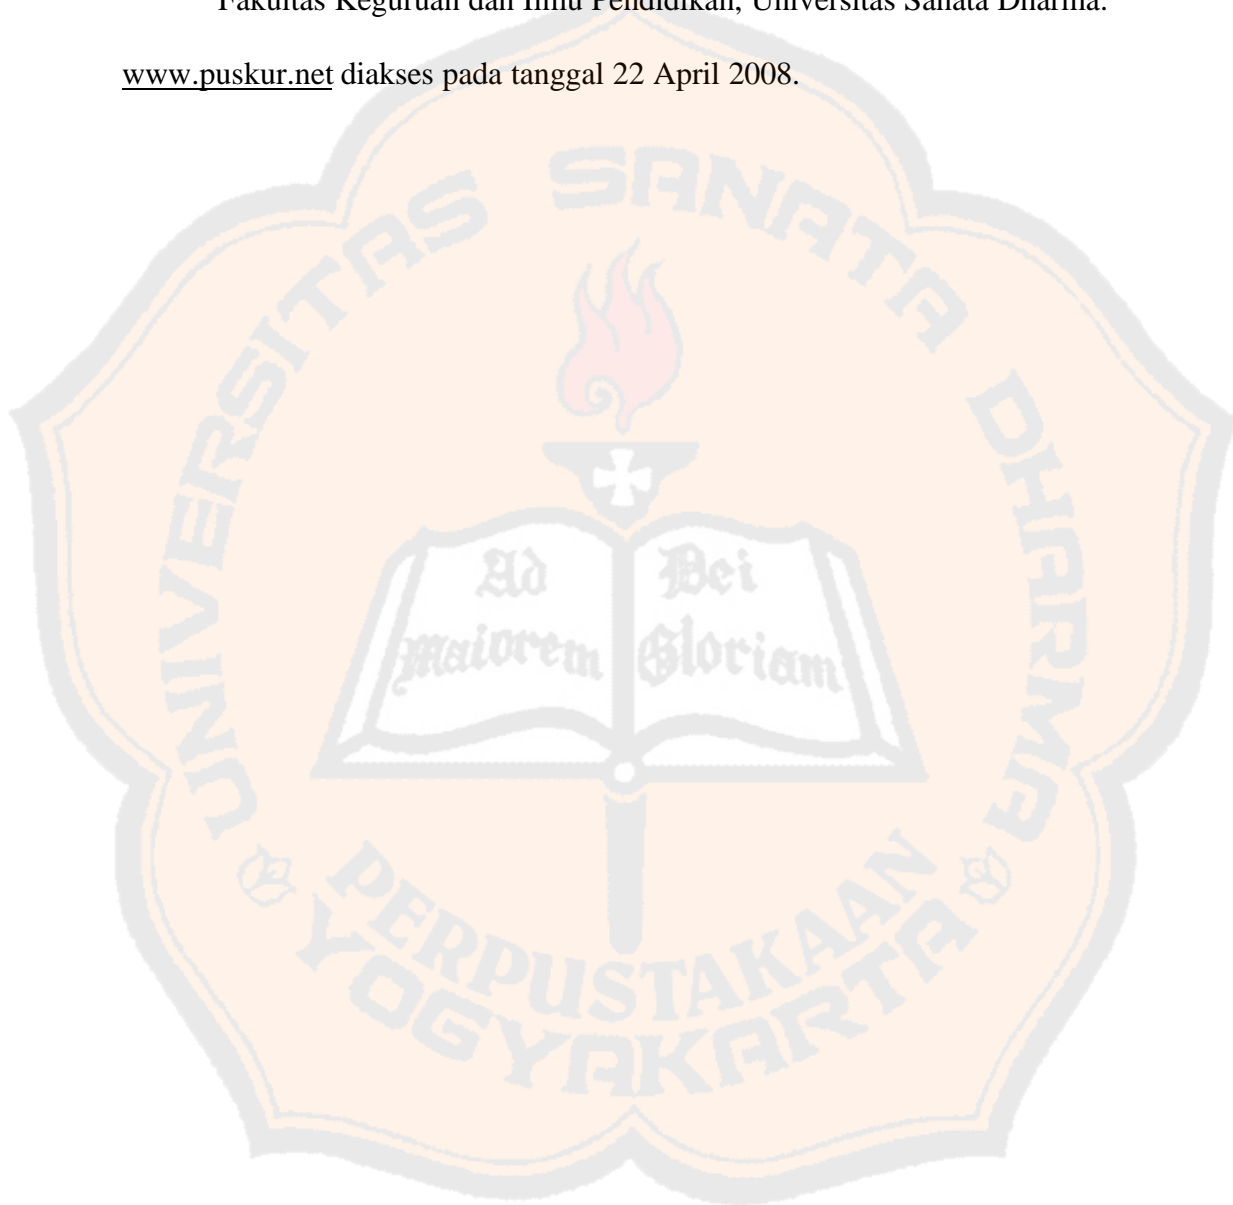 Fakultas Keguruan dan Ilmu Pendidikan, Universitas Sanata Dharma.
www.puskur.net diakses pada tanggal 22 April 2008.
UNIVERSITAS SANATA DHARMA
Ad Dei
Maiorem Gloriam
PERPUSTAKAAN
YOGYAKARTA